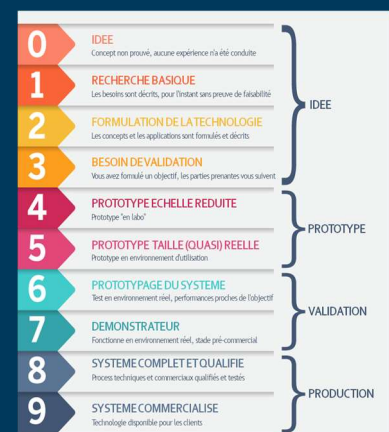 0
IDEE
Concept non prouvé, aucune expérience n'a été conduite
1
RECHERCHE BASIQUE
Les besoins sont décrits, pour l'instant sans preuve de faisabilité
IDEE
2
FORMULATION DE LA TECHNOLOGIE
Les concepts et les applications sont formulés et décrits
3
BESOIN DE VALIDATION
Vous avez formulé un objectif, les parties prenantes vous suivent
4
PROTOTYPE ECHELLE REDUITE
Prototype "en labo"
PROTOTYPE
5
PROTOTYPE TAILLE (QUASI) REELLE
Prototype en environnement d'utilisation
6
PROTOTYPAGE DU SYSTEME
Test en environnement réel, performances proches de l'objectif
VALIDATION
7
DEMONSTRATEUR
Fonctionne en environnement réel, stade pré-commercial
8
SYSTEME COMPLET ET QUALIFIE
Process techniques et commerciaux qualifiés et testés
PRODUCTION
9
SYSTEME COMMERCIALISE
Technologie disponible pour les clients